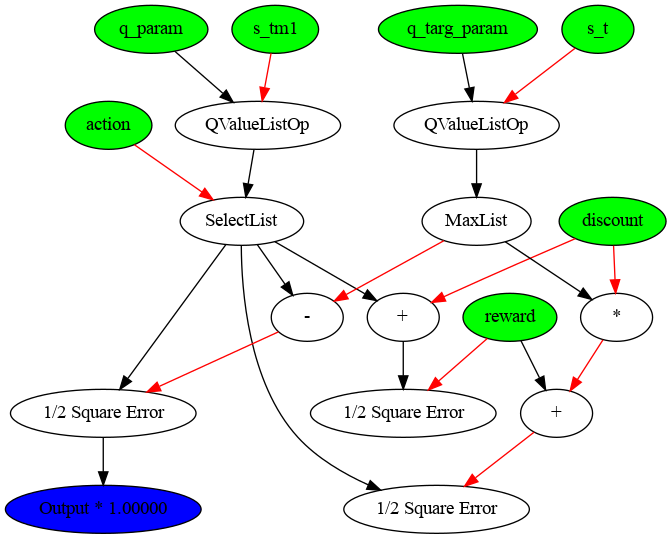 q_param
s_tm1
q_targ_param
s_t
action
QValueListOp
QValueListOp
SelectList
MaxList
discount
-
+
reward
*
1/2 Square Error
1/2 Square Error
+
Output * 1.00000
1/2 Square Error